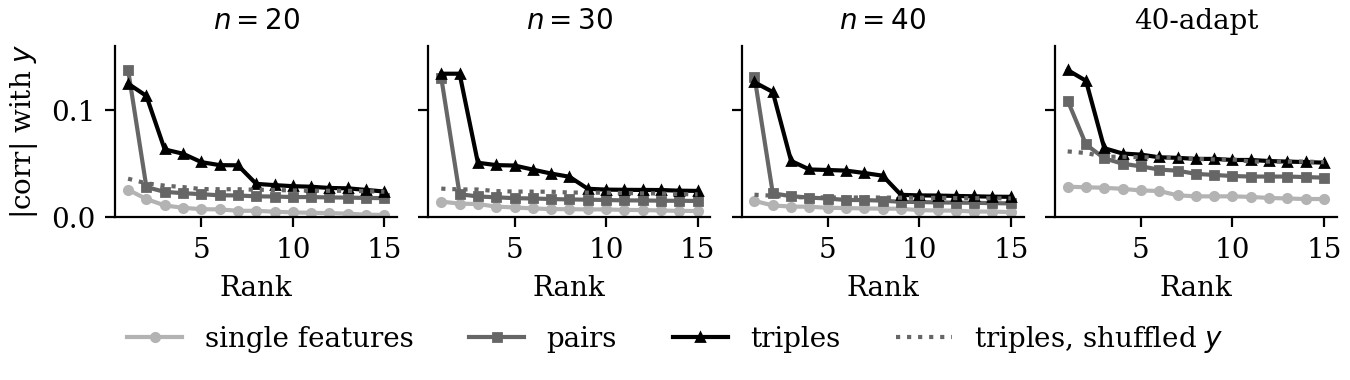 n = 20
n = 30
n = 40
40-adapt
|corr| with y
0.1
0.0
5 10 15
5 10 15
5 10 15
5 10 15
Rank
Rank
Rank
Rank
single features
pairs
triples
triples, shuffled y